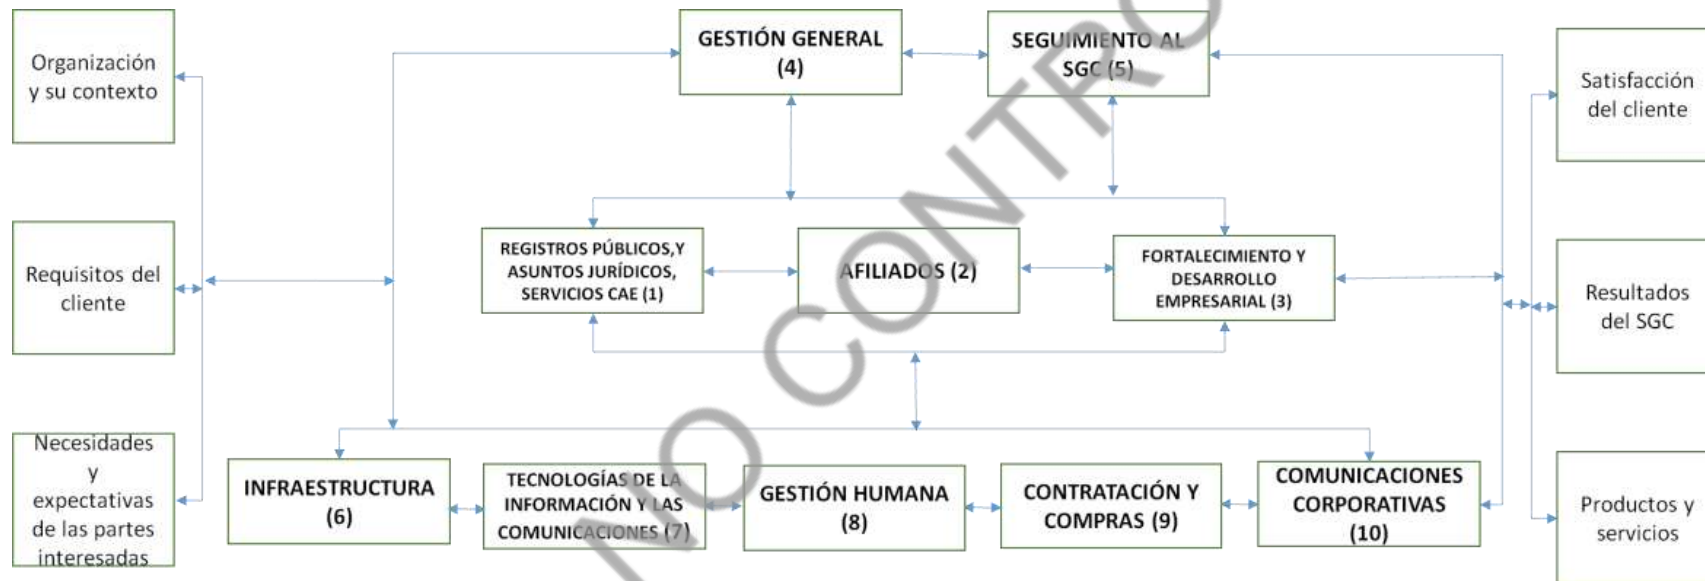 Organización
y su contexto
Requisitos del
cliente
Necesidades
y
expectativas
de las partes
interesadas
GESTIÓN GENERAL
(4)
SEGUIMIENTO AL
SGC (5)
REGISTROS PÚBLICOS,Y
ASUNTOS JURÍDICOS,
SERVICIOS CAE (1)
AFILIADOS (2)
FORTALECIMIENTO Y
DESARROLLO
EMPRESARIAL (3)
INFRAESTRUCTURA
(6)
TECNOLOGÍAS DE LA
INFORMACIÓN Y LAS
COMUNICACIONES (7)
GESTIÓN HUMANA
(8)
CONTRATACIÓN Y
COMPRAS (9)
COMUNICACIONES
CORPORATIVAS
(10)
Satisfacción
del cliente
Resultados
del SGC
Productos y
servicios
NO CONTRO